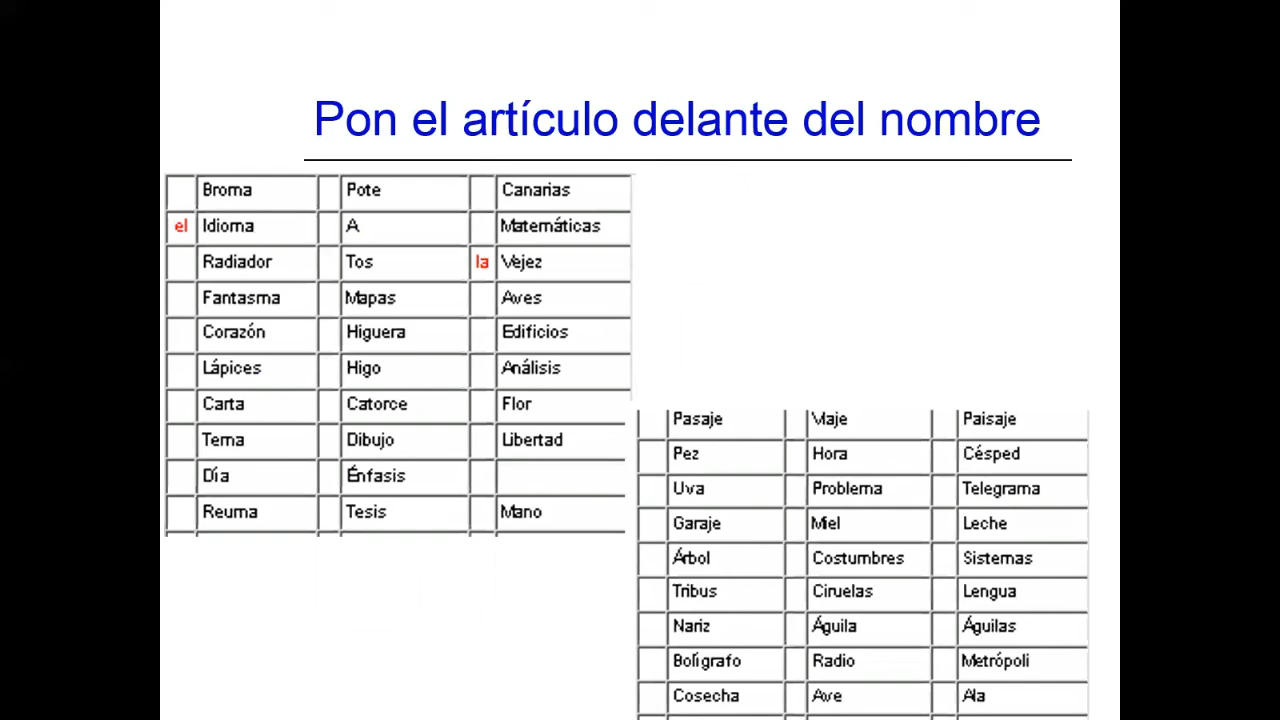 Pon el artículo delante del nombre
Broma Pote Canarias
el Idioma A Matemáticas
Radiador Tos la Vejez
Fantasma Mapas Aves
Corazón Higuera Edificios
Lápices Higo Análisis
Carta Catorce Flor
Tema Dibujo Libertad
Día Énfasis
Reuma Tesis Mano
Pasaje Viaje Paisaje
Pez Hora Césped
Uva Problema Telegrama
Garaje Miel Leche
Árbol Costumbres Sistemas
Tribus Ciruelas Lengua
Nariz Águila Águilas
Bolígrafo Radio Metrópoli
Cosecha Ave Ala